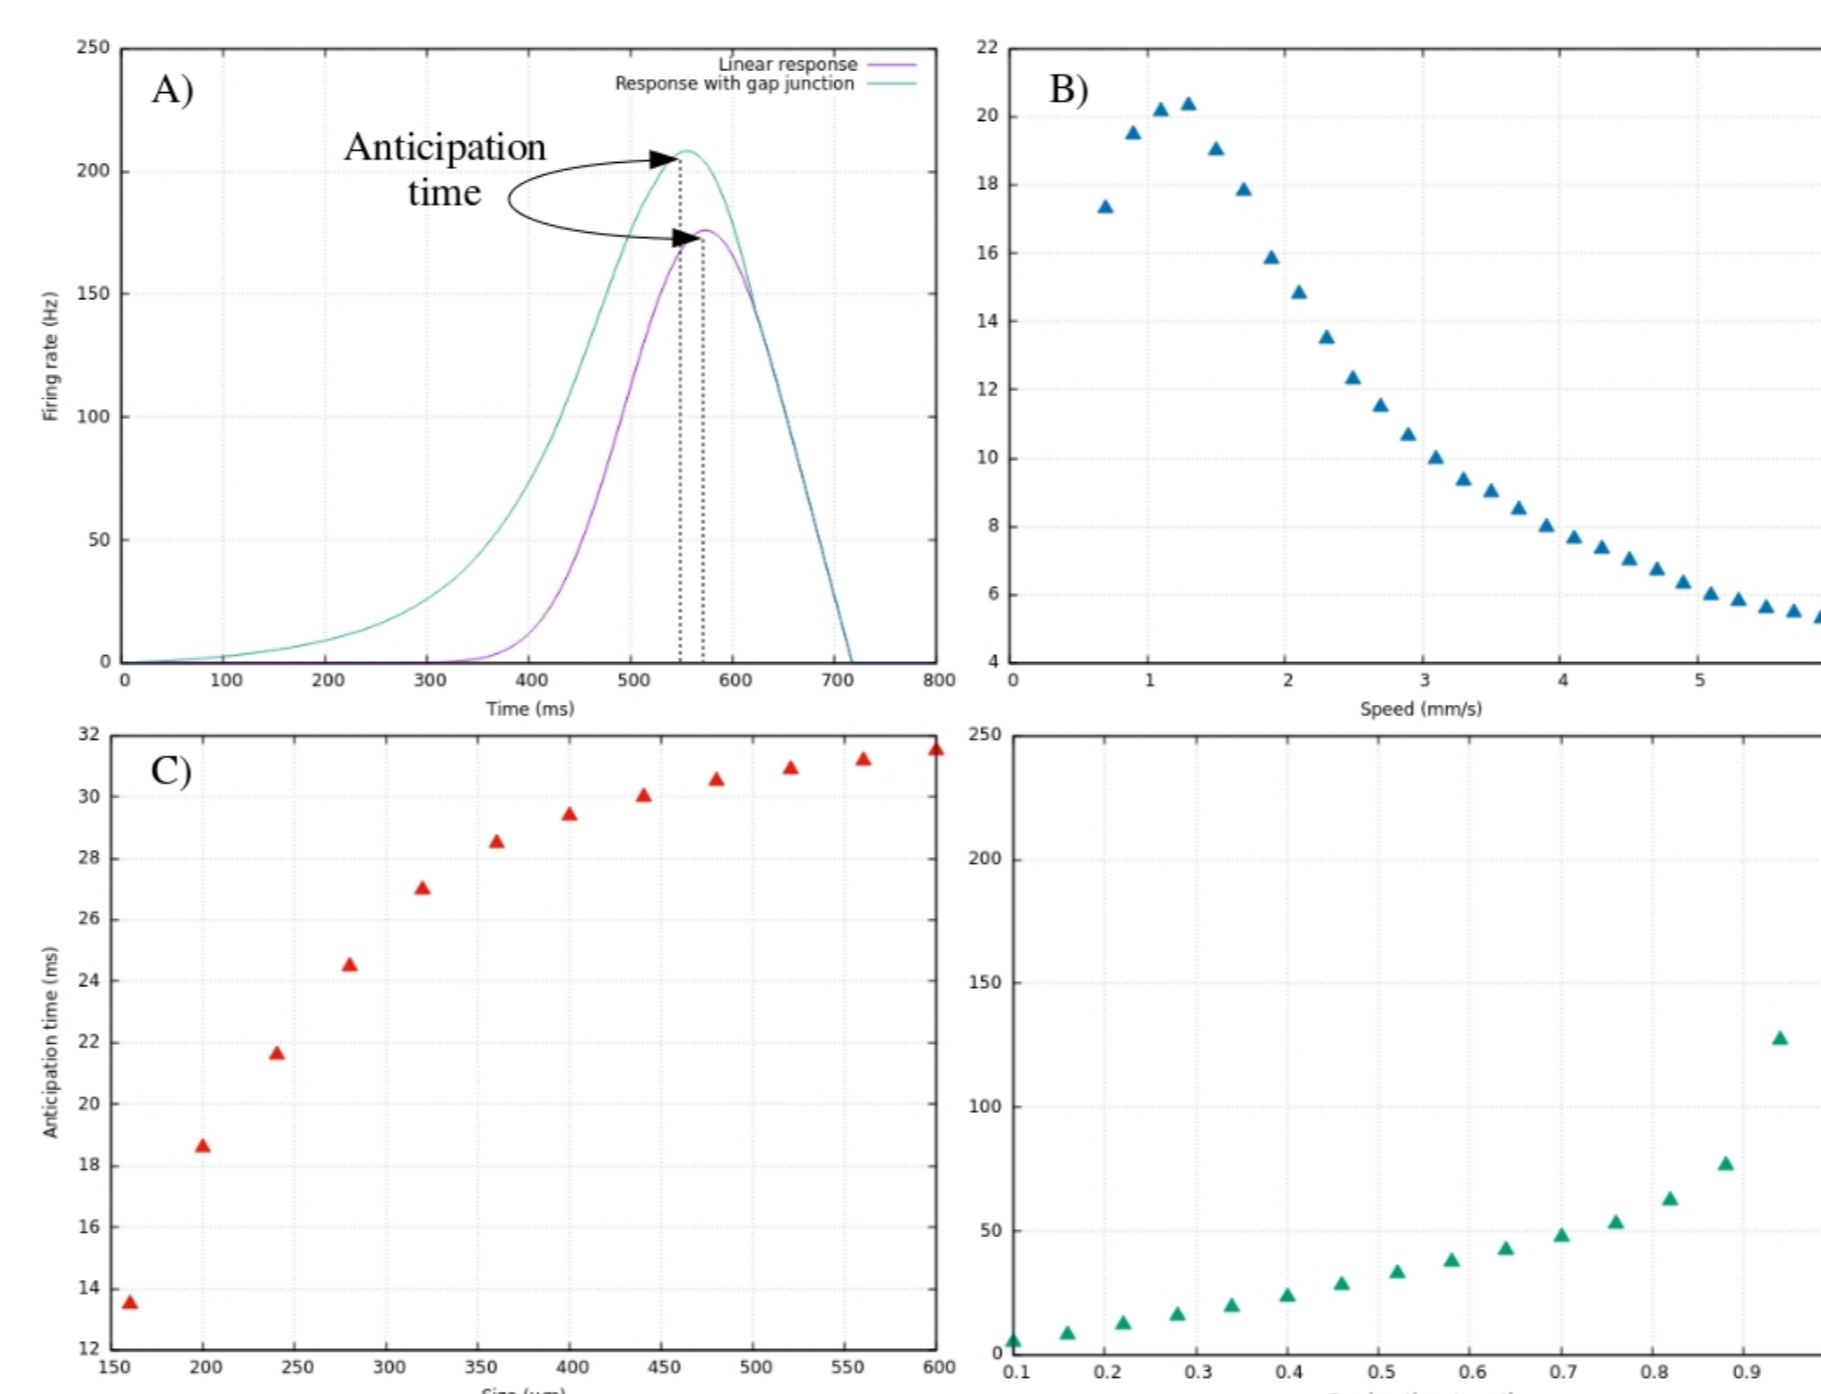 250
A)
Linear response
Response with gap junction
Anticipation
time
200
150
100
50
0
Firing rate (Hz)
0 100 200 300 400 500 600 700 800
Time (ms)
22
B)
20
18
16
14
12
10
8
6
4
0 1 2 3 4 5
Speed (mm/s)
32
C)
30
28
26
24
22
20
18
16
14
12
Anticipation time (ms)
150 200 250 300 350 400 450 500 550 600
250
200
150
100
50
0
0.1 0.2 0.3 0.4 0.5 0.6 0.7 0.8 0.9